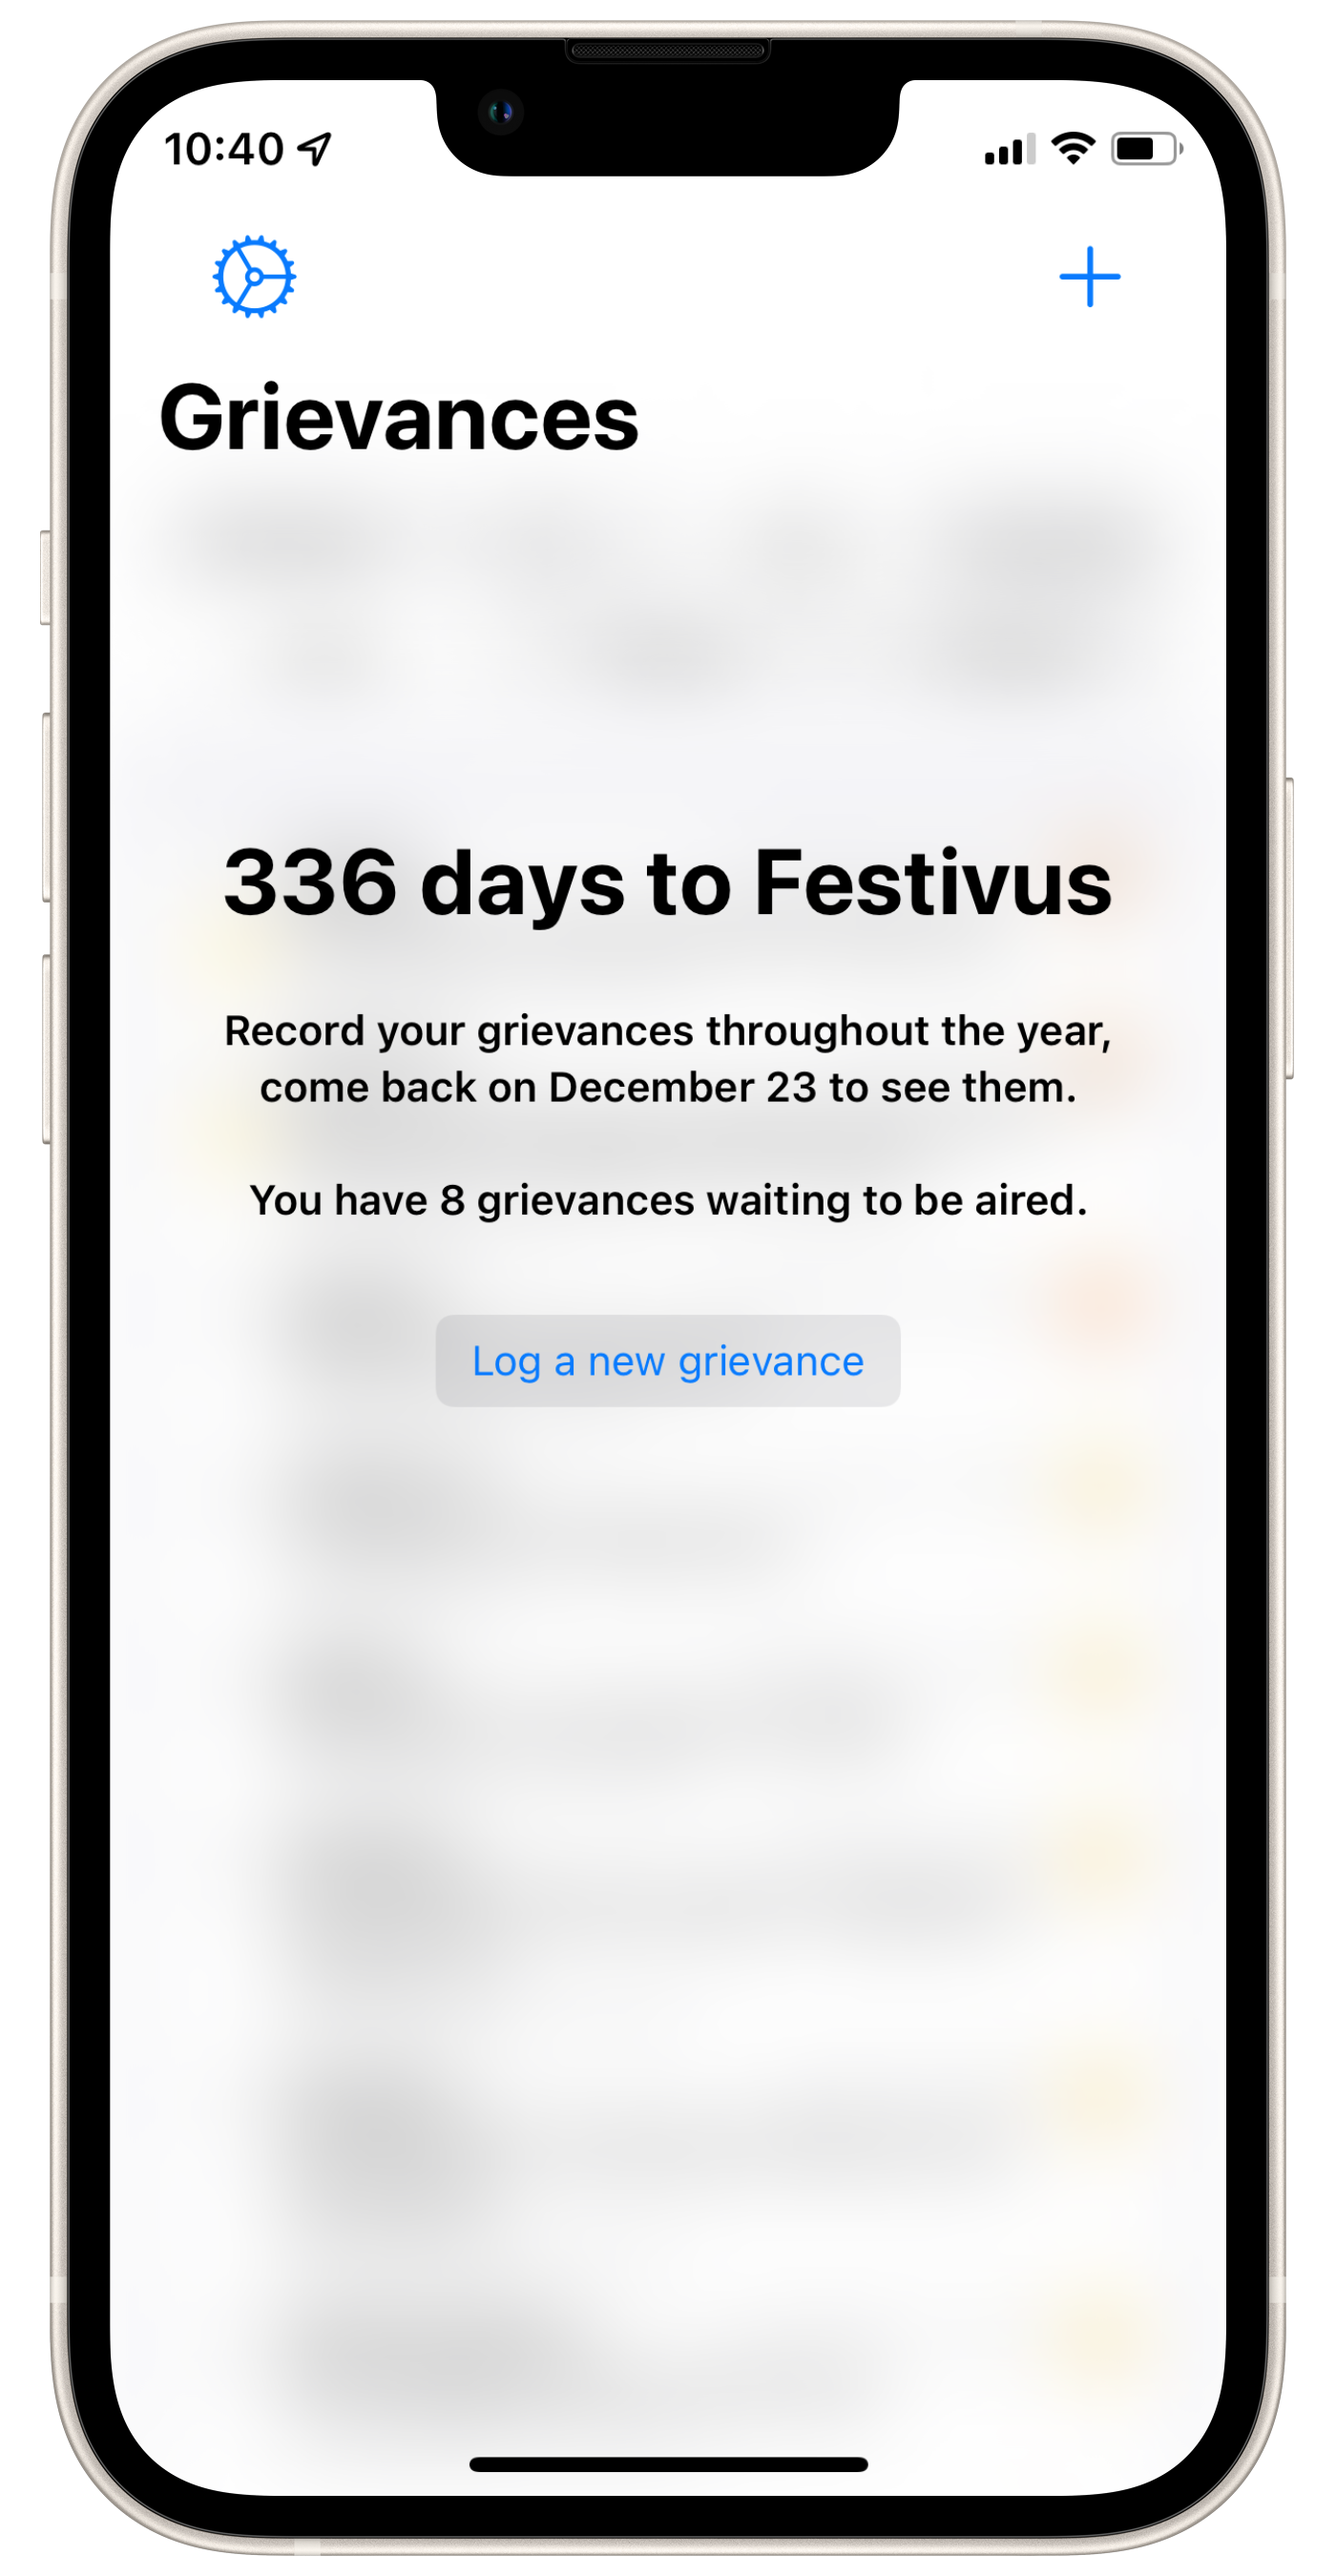 10:40
Grievances
336 days to Festivus
Record your grievances throughout the year,
come back on December 23 to see them.
You have 8 grievances waiting to be aired.
Log a new grievance